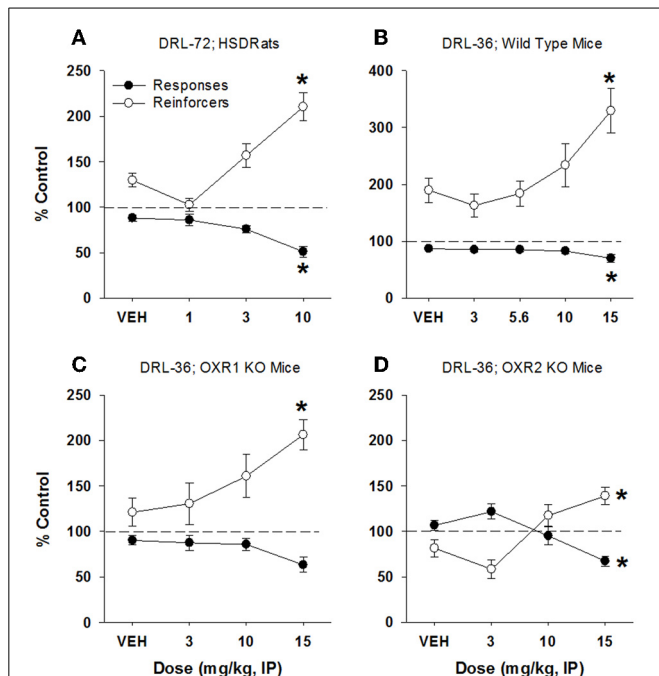 A DRL-72; HSDRats
250
200
150
100
50
0
% Control
Responses
Reinforcers
*
*
VEH 1 3 10
B DRL-36; Wild Type Mice
400
300
200
100
0
*
*
VEH 3 5.6 10 15
C DRL-36; OXR1 KO Mice
250
200
150
100
50
0
% Control
*
VEH 3 10 15
Dose (mg/kg, IP)
D DRL-36; OXR2 KO Mice
250
200
150
100
50
0
*
*
VEH 3 10 15
Dose (mg/kg, IP)